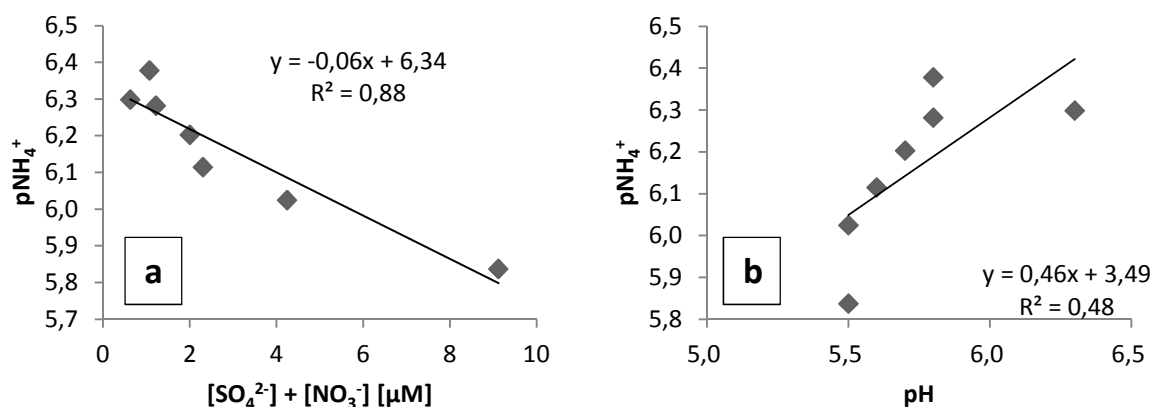 6,5
6,4
6,3
6,2
6,1
6,0
5,9
5,8
5,7
pNH₄⁺
y = -0,06x + 6,34
R² = 0,88
a
0 2 4 6 8 10
[SO₄²⁻] + [NO₃⁻] [µM]
6,5
6,4
6,3
6,2
6,1
6,0
5,9
5,8
pNH₄⁺
b
y = 0,46x + 3,49
R² = 0,48
5,0 5,5 6,0 6,5
pH